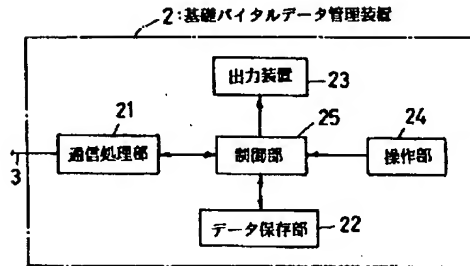 2:基礎バイタルデータ管理装置
出力装置
23
21
25
24
通信処理部
制御部
操作部
3
データ保存部
22